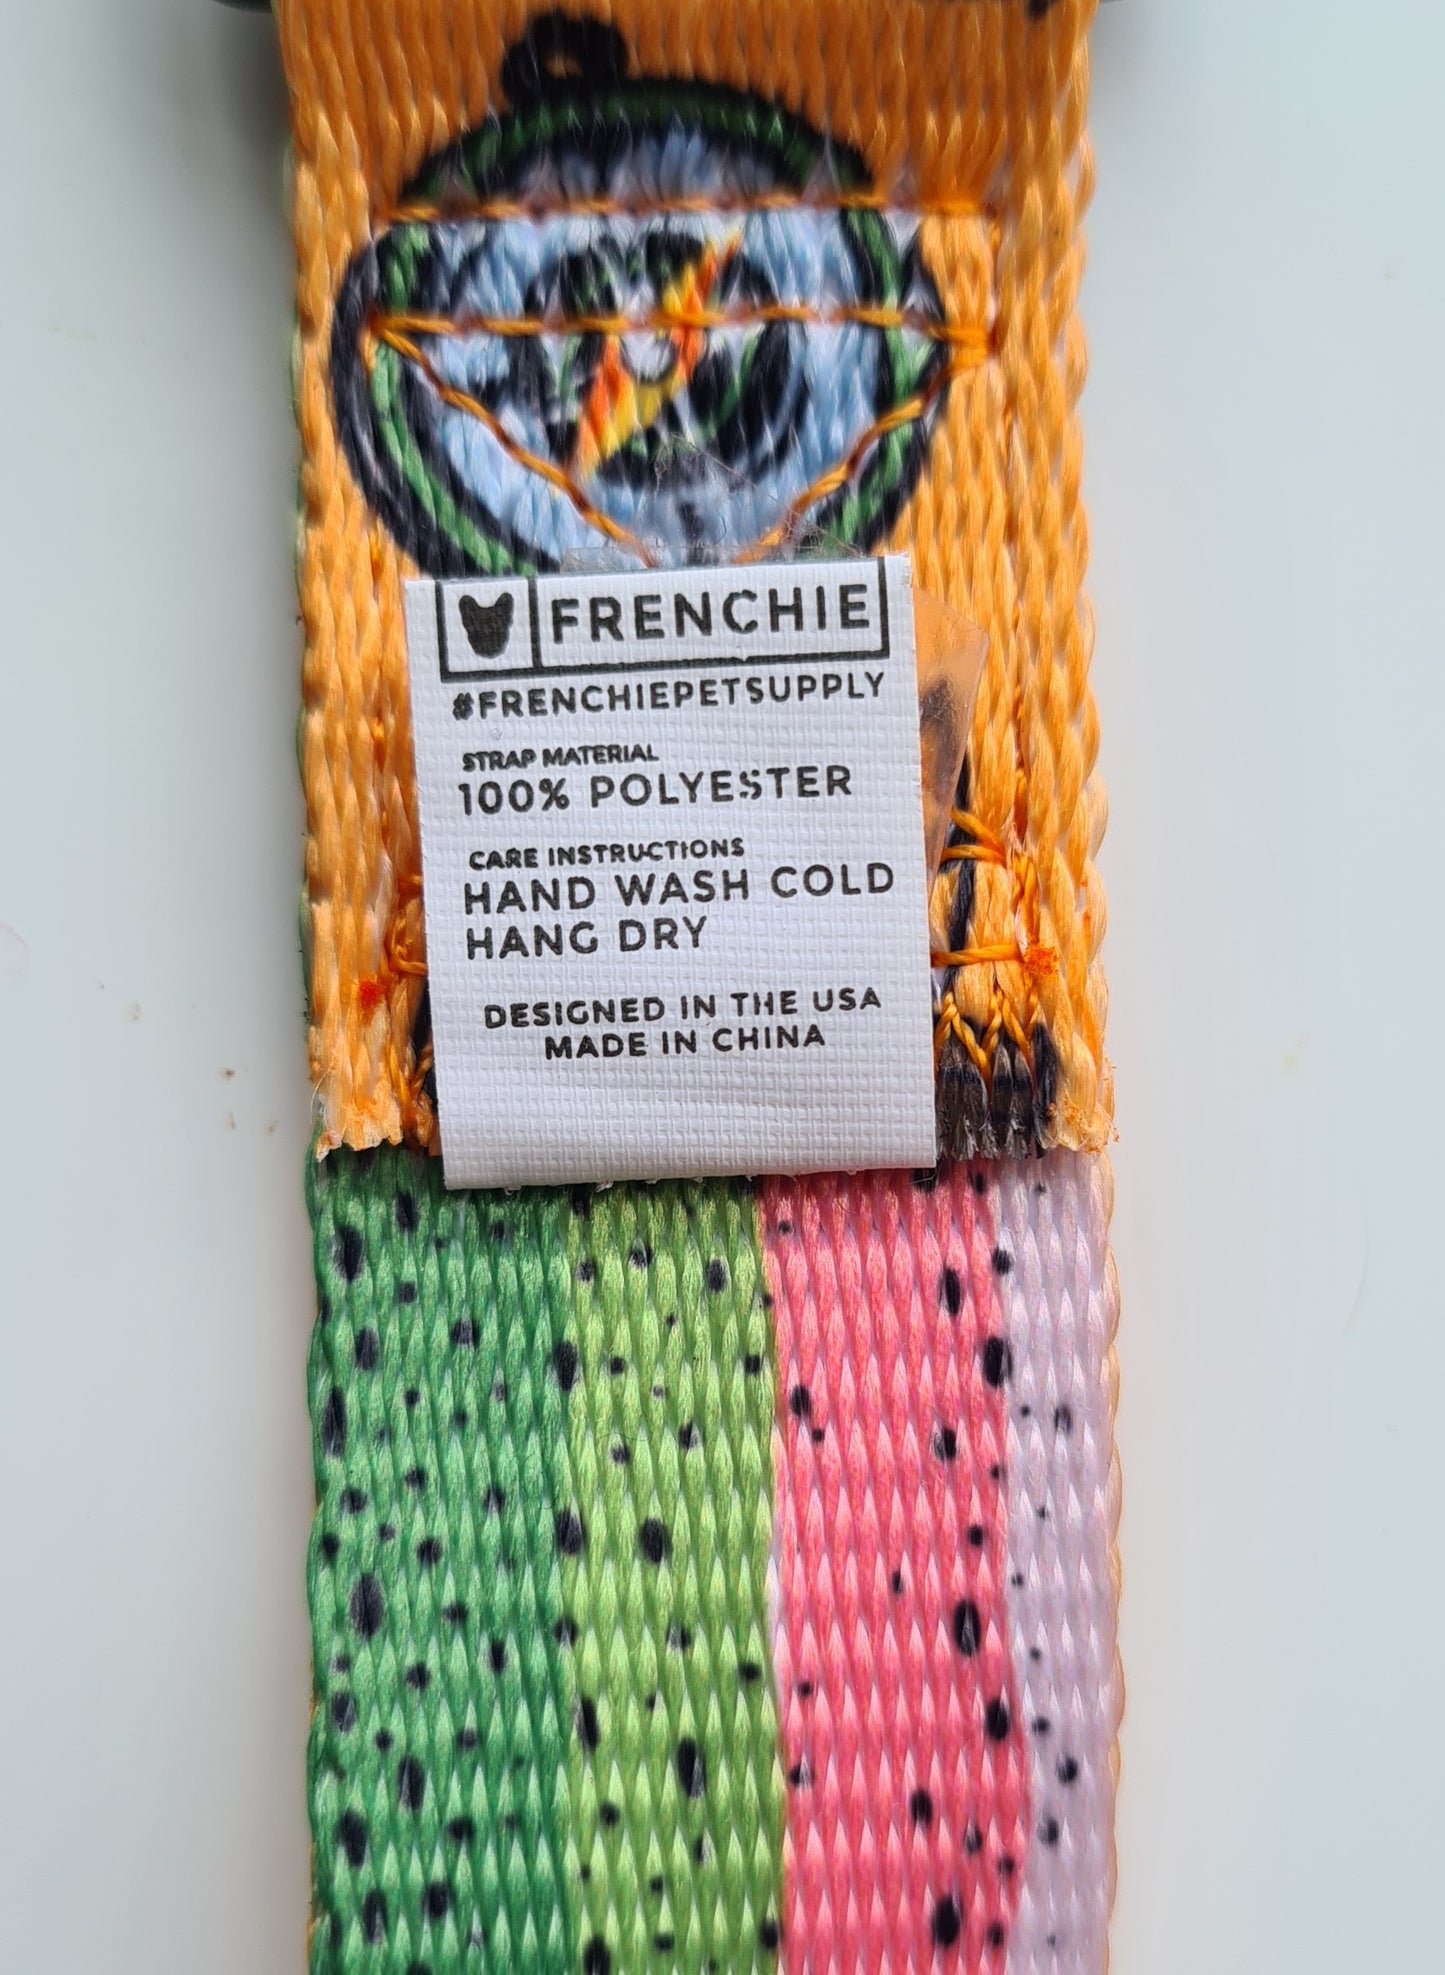 FRENCHIE
#FRENCHIEPETSUPPLY
STRAP MATERIAL
100% POLYESTER
CARE INSTRUCTIONS
HAND WASH COLD
HANG DRY
DESIGNED IN THE USA
MADE IN CHINA